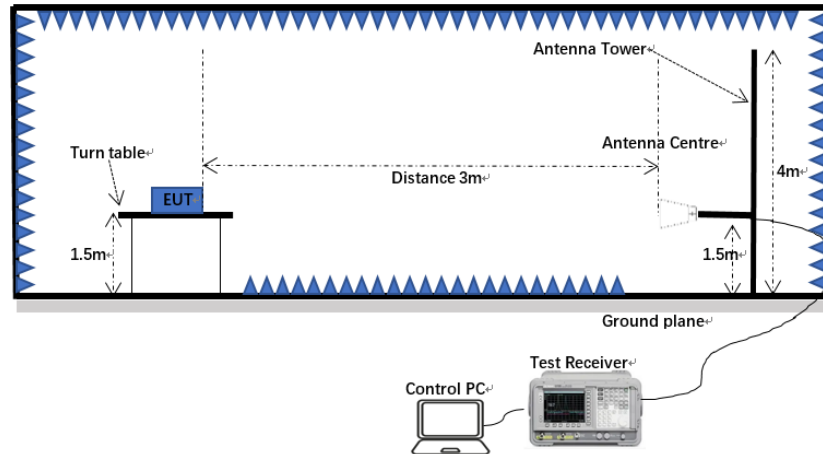 Antenna Tower
Turn table
Antenna Centre
Distance 3m
4m
EUT
1.5m
1.5m
Ground plane
Test Receiver
Control PC